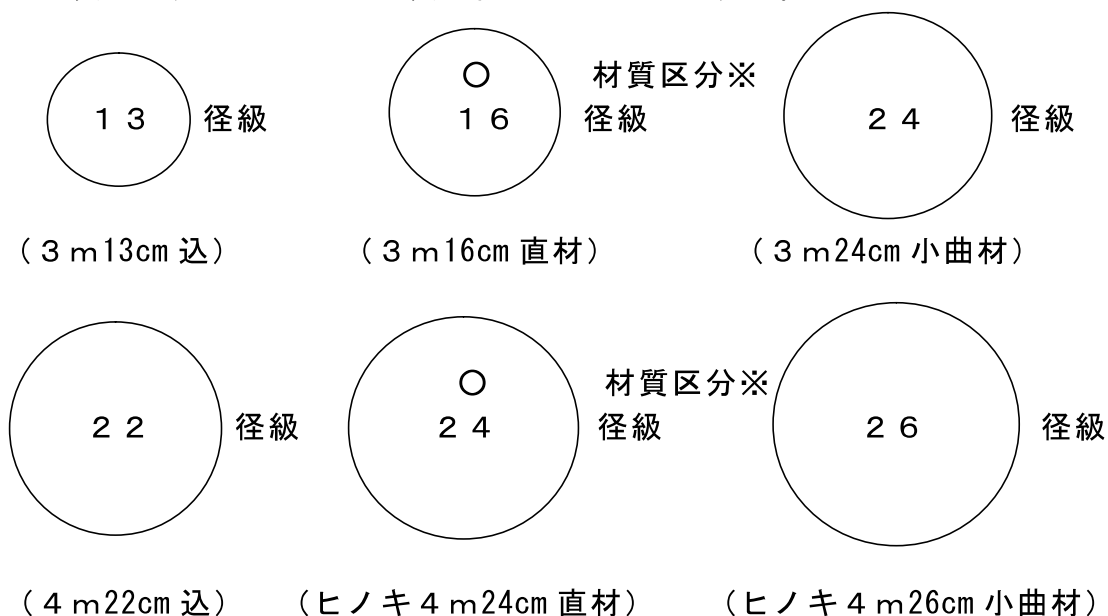 ○ 材質区分※
13 径級 16 径級 24 径級
(3m13cm込) (3m16cm直材) (3m24cm小曲材)
○ 材質区分※
22 径級 24 径級 26 径級
(4m22cm込) (ヒノキ4m24cm直材) (ヒノキ4m26cm小曲材)